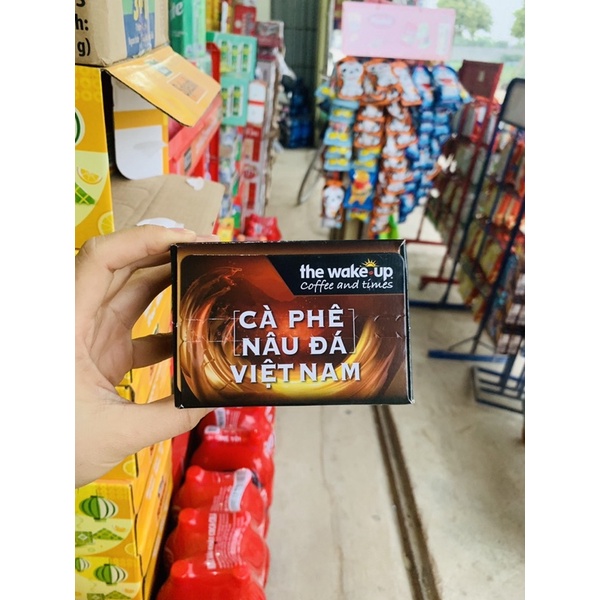 the wake up
Coffee and times
CÀ PHÊ
NÂU ĐÁ
VIỆT NAM